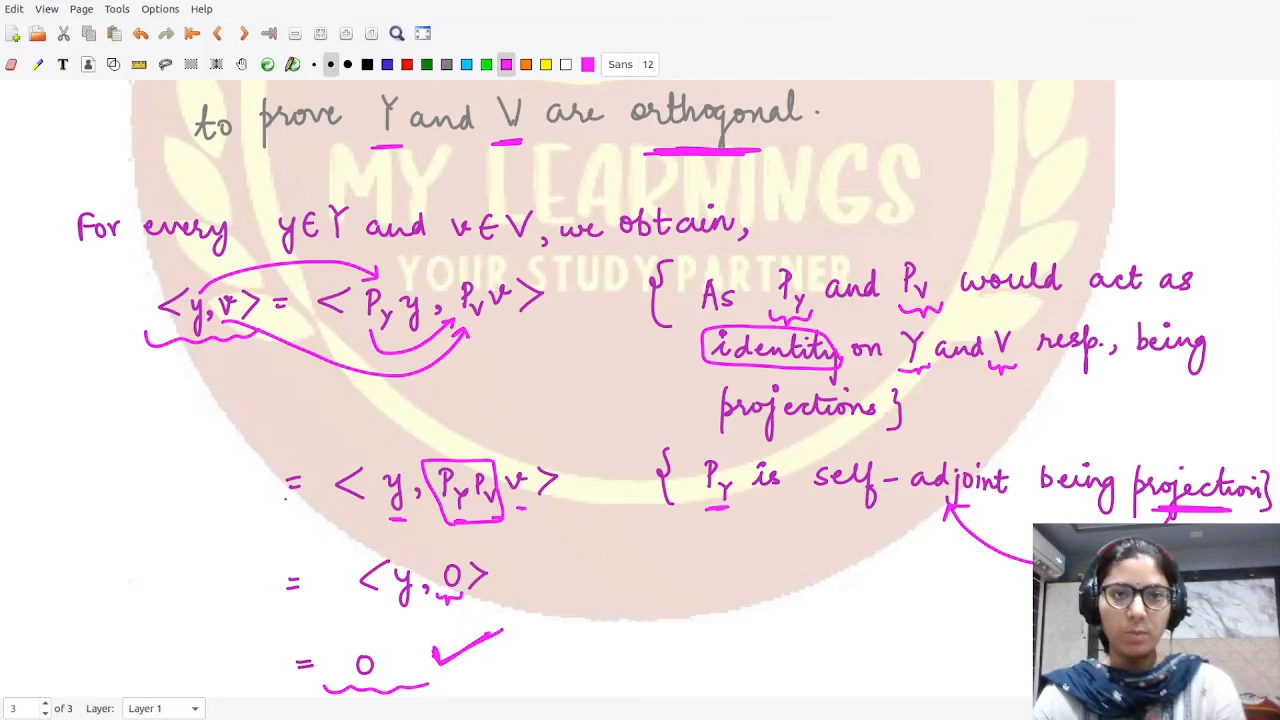 Edit View Page Tools Options Help
Sans 12
to prove Y and V are orthogonal.
MY LEARNINGS
YOUR STUDY PARTNER
For every y∈Y and v∈V, we obtain,
<y,v> = <P_Y y, P_V v> { As P_Y and P_V would act as
identity on Y and V resp., being
projections }
= <y, P_Y P_V v> { P_Y is self-adjoint being projection}
= <y, 0>
= 0
3 of 3 Layer: Layer 1